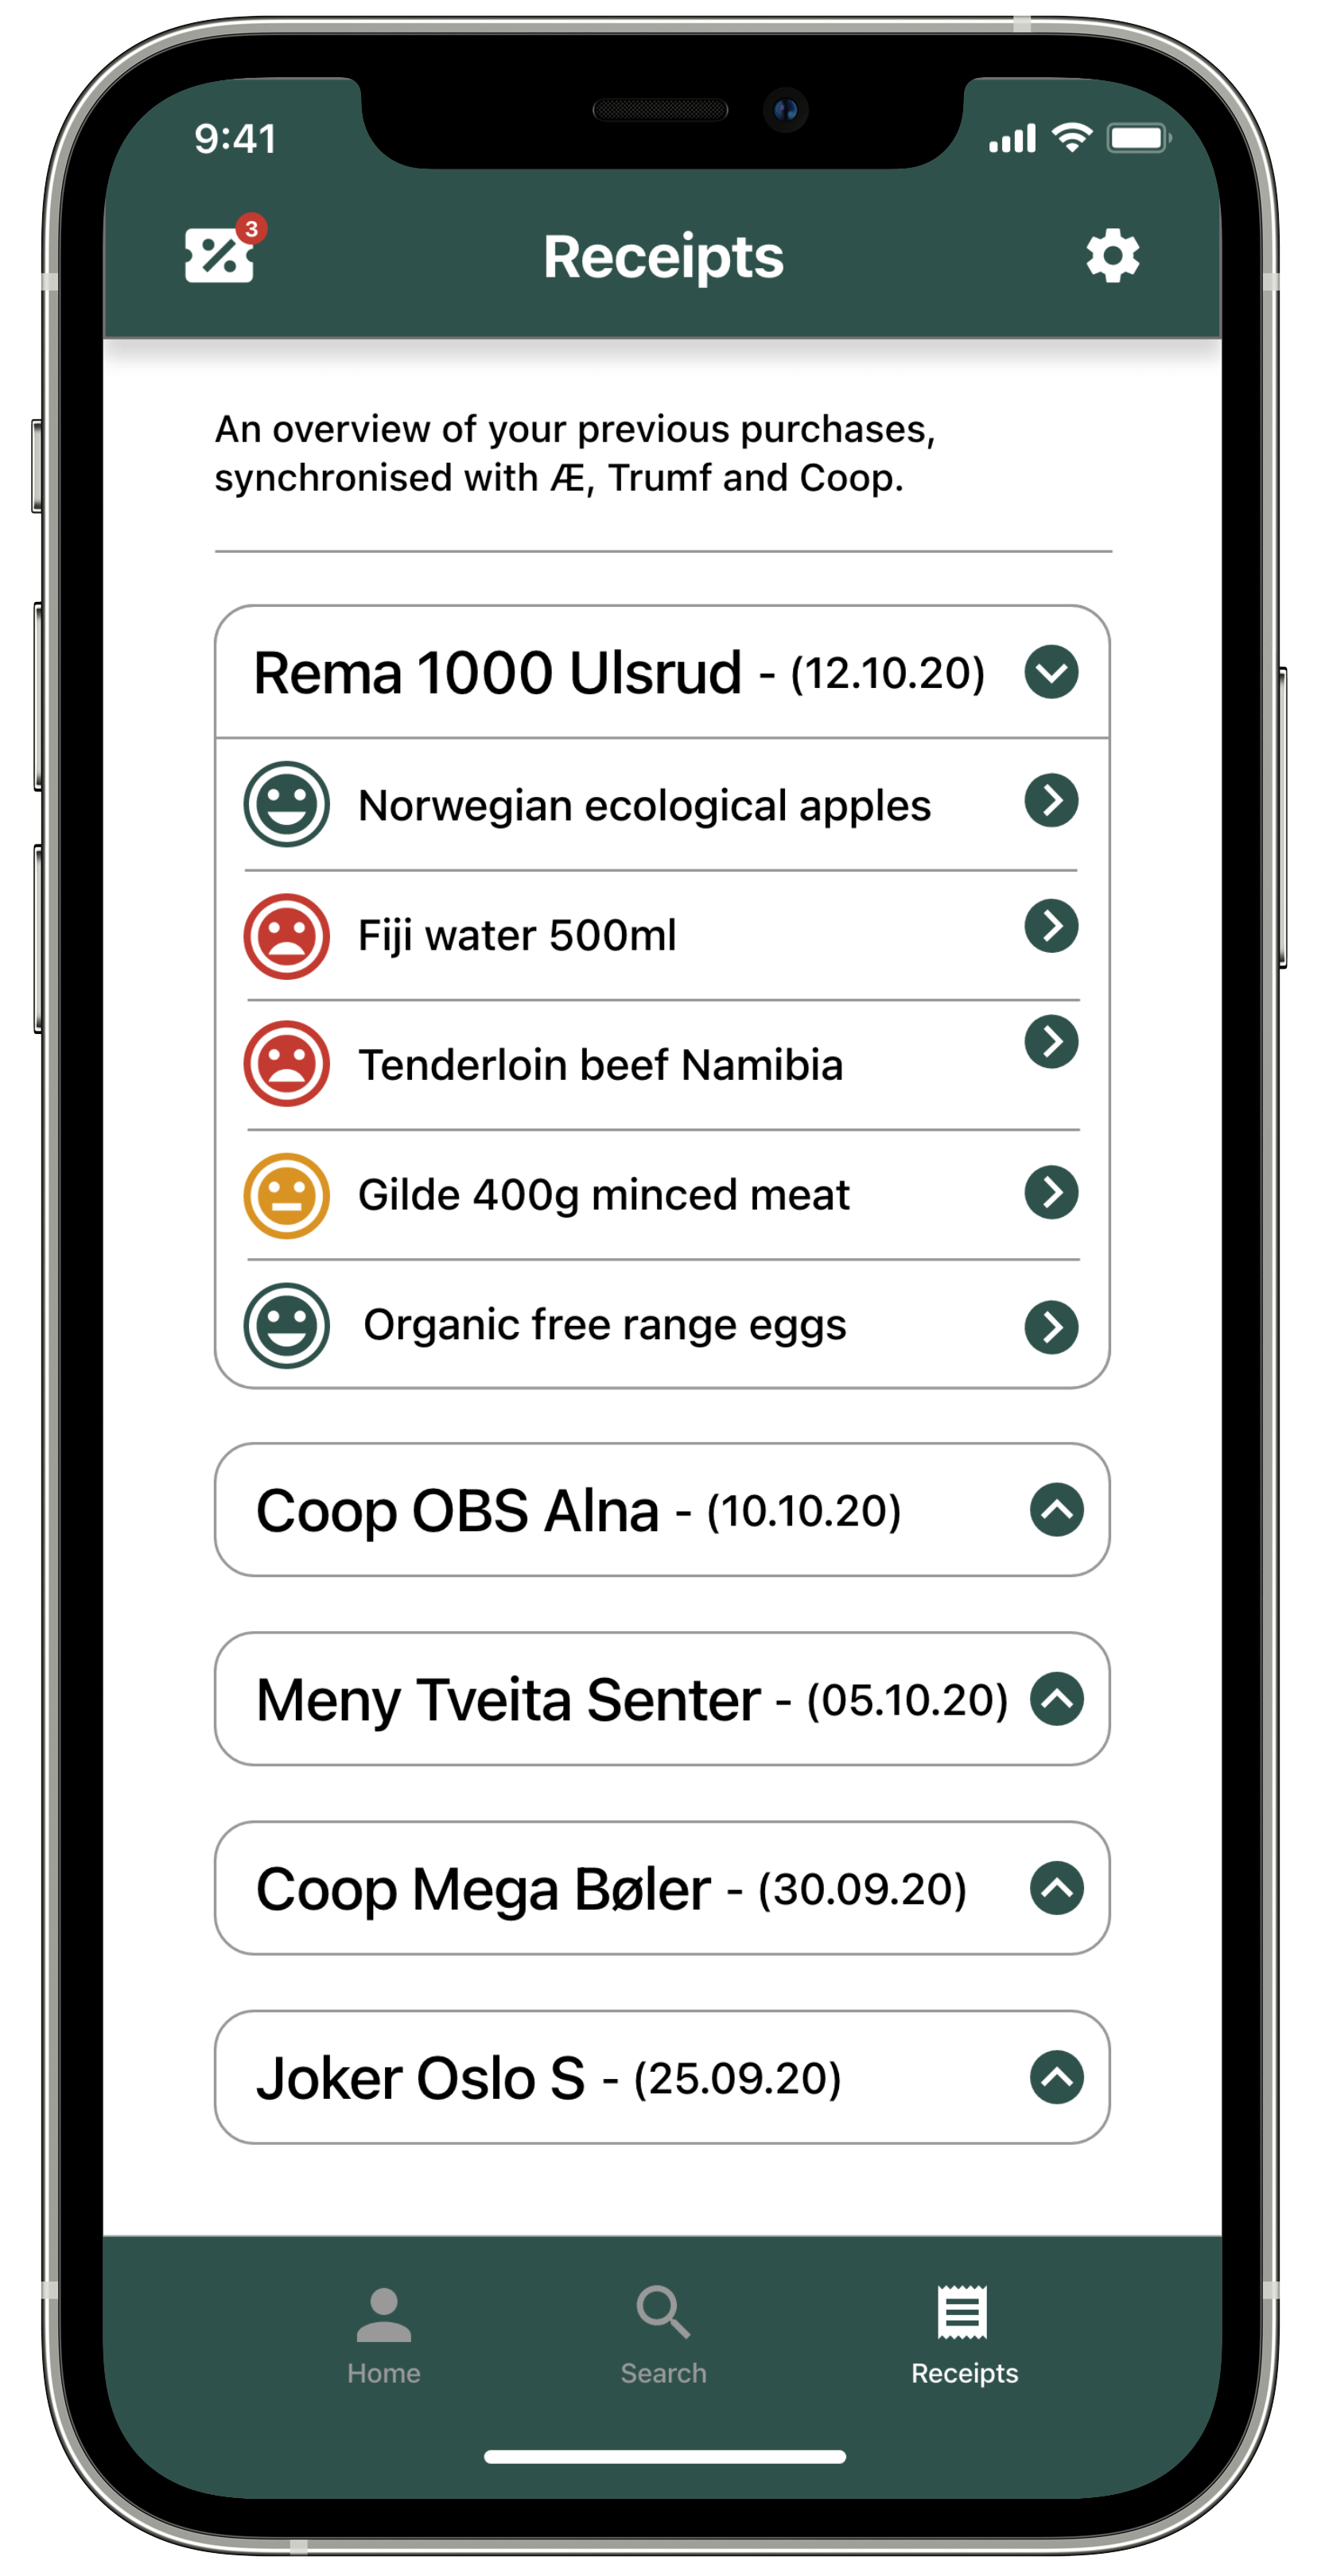 9:41
3
Receipts
An overview of your previous purchases,
synchronised with Æ, Trumf and Coop.
Rema 1000 Ulsrud - (12.10.20)
Norwegian ecological apples
Fiji water 500ml
Tenderloin beef Namibia
Gilde 400g minced meat
Organic free range eggs
Coop OBS Alna - (10.10.20)
Meny Tveita Senter - (05.10.20)
Coop Mega Bøler - (30.09.20)
Joker Oslo S - (25.09.20)
Home
Search
Receipts